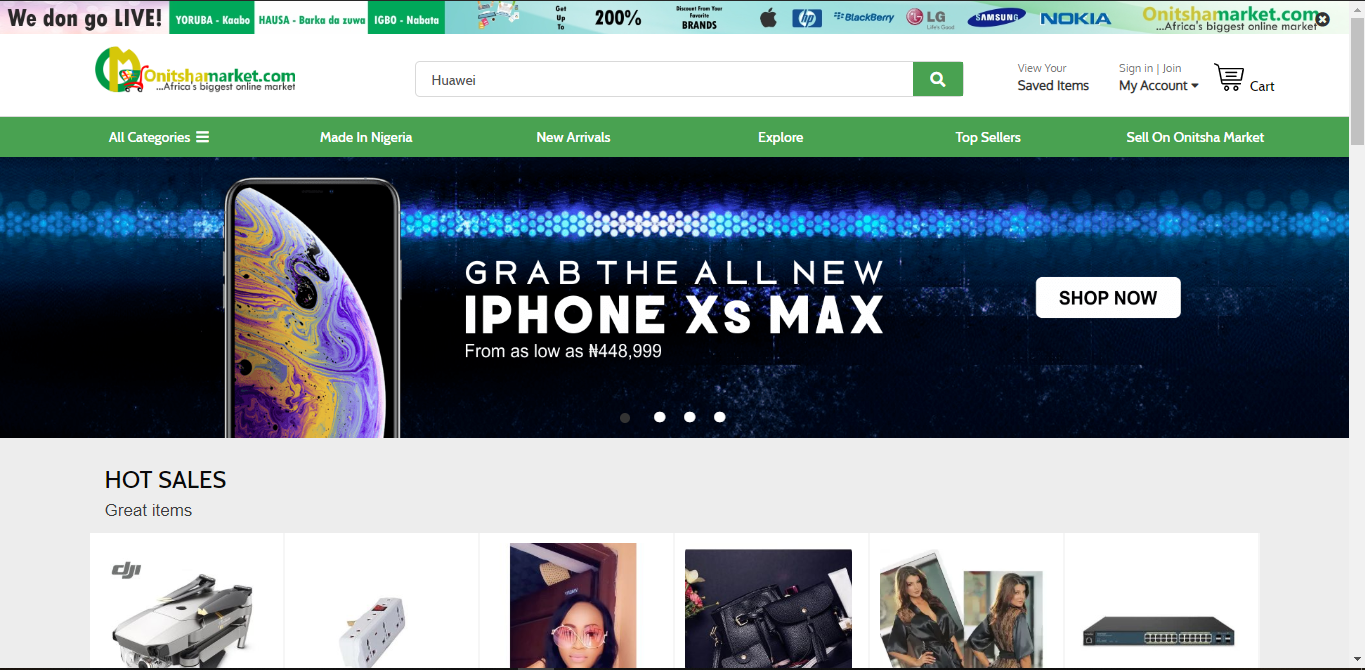 We don go LIVE!
YORUBA - Kaabo
HAUSA - Barka da zuwa
IGBO - Nabata
Get
Up
To
200%
Discount From Your
Favorite
BRANDS
hp
BlackBerry
LG
Life's Good
SAMSUNG
NOKIA
Onitshamarket.com
...Africa's biggest online market
Onitshamarket.com
...Africa's biggest online market
Huawei
View Your
Saved Items
Sign in | Join
My Account
Cart
All Categories
Made In Nigeria
New Arrivals
Explore
Top Sellers
Sell On Onitsha Market
GRAB THE ALL NEW
IPHONE Xs MAX
From as low as ₦448,999
SHOP NOW
HOT SALES
Great items
dji